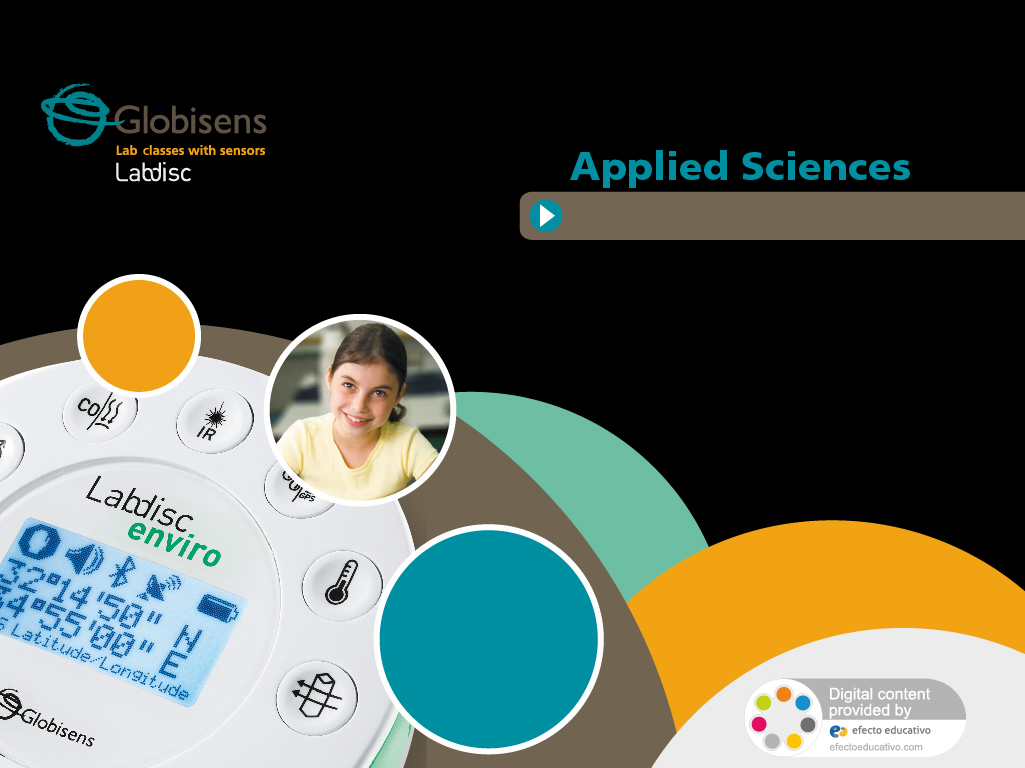 Globisens
Lab classes with sensors
Labdisc
Applied Sciences
CO
IR
GPS
Labdisc
enviro
32°14'50" N
34°55'00" E
Latitude/Longitude
Globisens
Digital content
provided by
efecto educativo
efectoeducativo.com